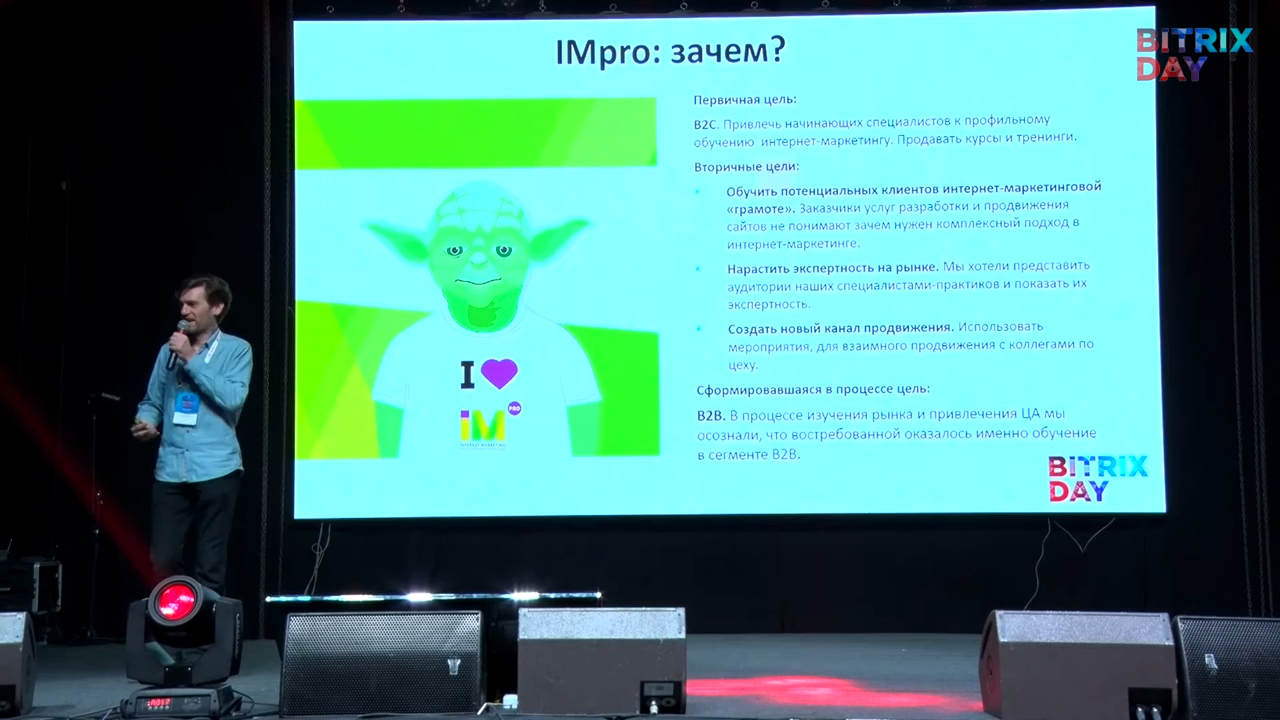 IMpro: зачем?
BITRIX
DAY
Первичная цель:
B2C. Привлечь начинающих специалистов к профильному
обучению интернет-маркетингу. Продавать курсы и тренинги.
Вторичные цели:
Обучить потенциальных клиентов интернет-маркетинговой
«грамоте». Заказчики услуг разработки и продвижения
сайтов не понимают зачем нужен комплексный подход в
интернет-маркетинге.
Нарастить экспертность на рынке. Мы хотели представить
аудитории наших специалистами-практиков и показать их
экспертность.
Создать новый канал продвижения. Использовать
мероприятия, для взаимного продвижения с коллегами по
цеху.
Сформировавшаяся в процессе цель:
B2B. В процессе изучения рынка и привлечения ЦА мы
осознали, что востребованной оказалось именно обучение
в сегменте B2B.
I
iM PRO
INTERNET MARKETING
BITRIX
DAY